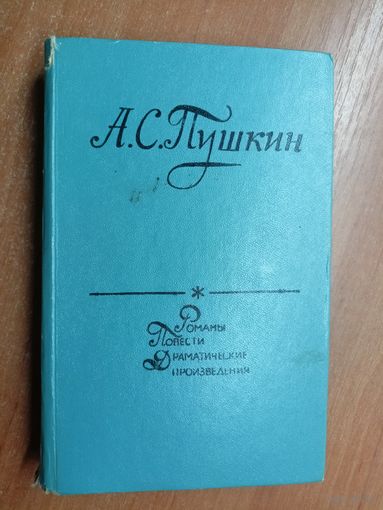 А.С.Пушкин
*
Романы
Повести
Драматические
произведения